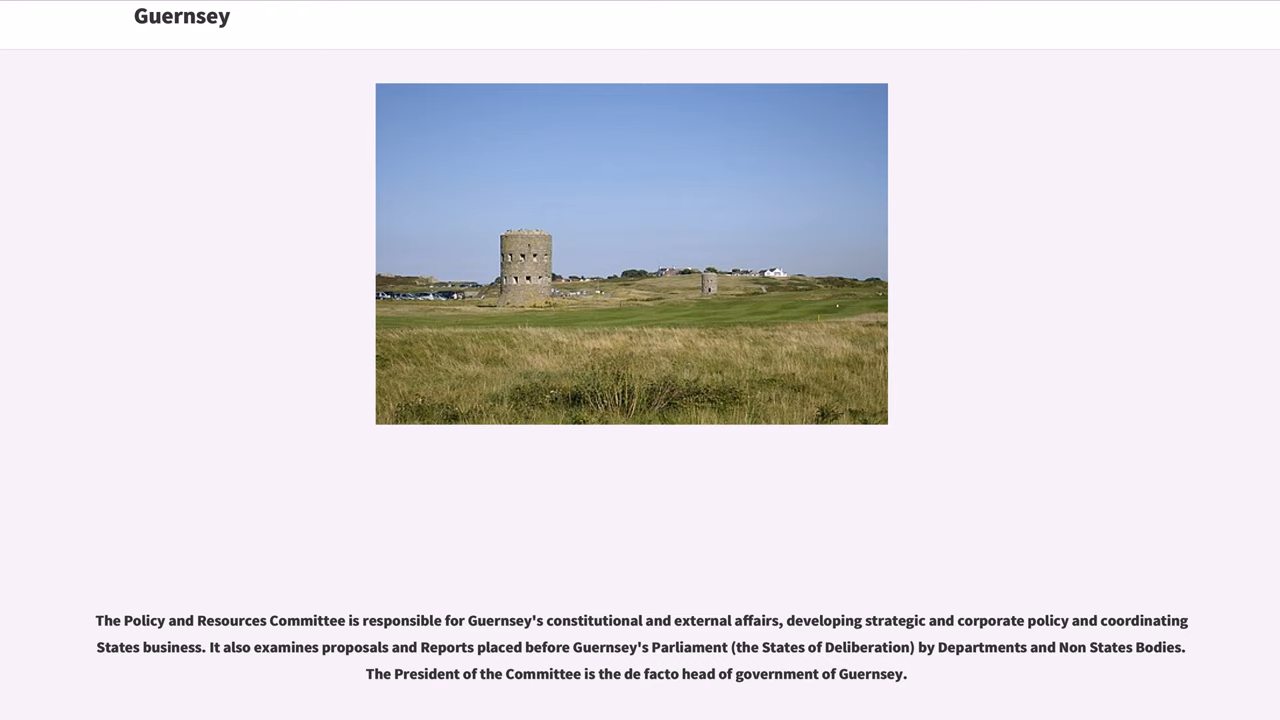 Guernsey
The Policy and Resources Committee is responsible for Guernsey's constitutional and external affairs, developing strategic and corporate policy and coordinating
States business. It also examines proposals and Reports placed before Guernsey's Parliament (the States of Deliberation) by Departments and Non States Bodies.
The President of the Committee is the de facto head of government of Guernsey.